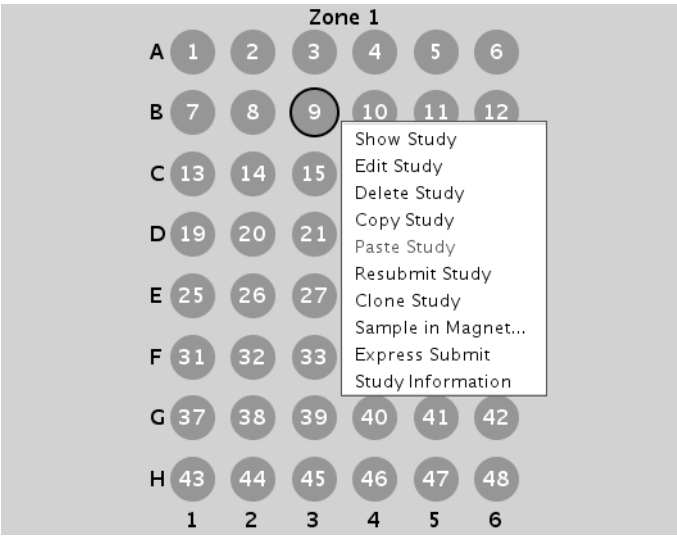 Zone 1
A 1 2 3 4 5 6
B 7 8 9 10 11 12
Show Study
Edit Study
C 13 14 15
Delete Study
Copy Study
D 19 20 21
Paste Study
Resubmit Study
E 25 26 27
Clone Study
Sample in Magnet...
F 31 32 33
Express Submit
Study Information
G 37 38 39 40 41 42
H 43 44 45 46 47 48
1 2 3 4 5 6